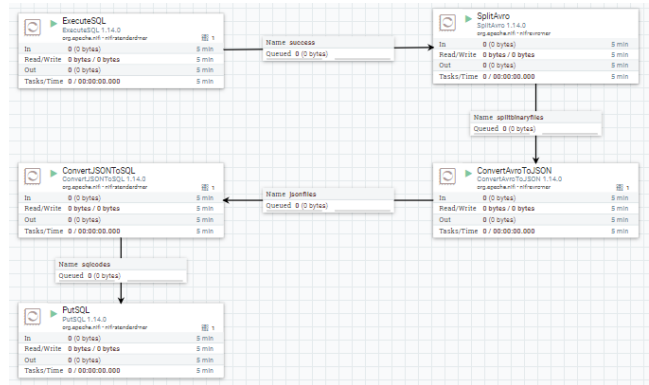 ExecuteSQL
ExecuteSQL 1.14.0
org.apache.nifi - nifi-standard-nar
1
In 0 (0 bytes) 5 min
Read/Write 0 bytes / 0 bytes 5 min
Out 0 (0 bytes) 5 min
Tasks/Time 0 / 00:00:00.000 5 min
Name success
Queued 0 (0 bytes)
SplitAvro
SplitAvro 1.14.0
org.apache.nifi - nifi-avro-nar
1
In 0 (0 bytes) 5 min
Read/Write 0 bytes / 0 bytes 5 min
Out 0 (0 bytes) 5 min
Tasks/Time 0 / 00:00:00.000 5 min
Name splitbinaryfiles
Queued 0 (0 bytes)
ConvertJSONToSQL
ConvertJSONToSQL 1.14.0
org.apache.nifi - nifi-standard-nar
1
In 0 (0 bytes) 5 min
Read/Write 0 bytes / 0 bytes 5 min
Out 0 (0 bytes) 5 min
Tasks/Time 0 / 00:00:00.000 5 min
Name jsonfiles
Queued 0 (0 bytes)
ConvertAvroToJSON
ConvertAvroToJSON 1.14.0
org.apache.nifi - nifi-avro-nar
1
In 0 (0 bytes) 5 min
Read/Write 0 bytes / 0 bytes 5 min
Out 0 (0 bytes) 5 min
Tasks/Time 0 / 00:00:00.000 5 min
Name sqlcodes
Queued 0 (0 bytes)
PutSQL
PutSQL 1.14.0
org.apache.nifi - nifi-standard-nar
1
In 0 (0 bytes) 5 min
Read/Write 0 bytes / 0 bytes 5 min
Out 0 (0 bytes) 5 min
Tasks/Time 0 / 00:00:00.000 5 min